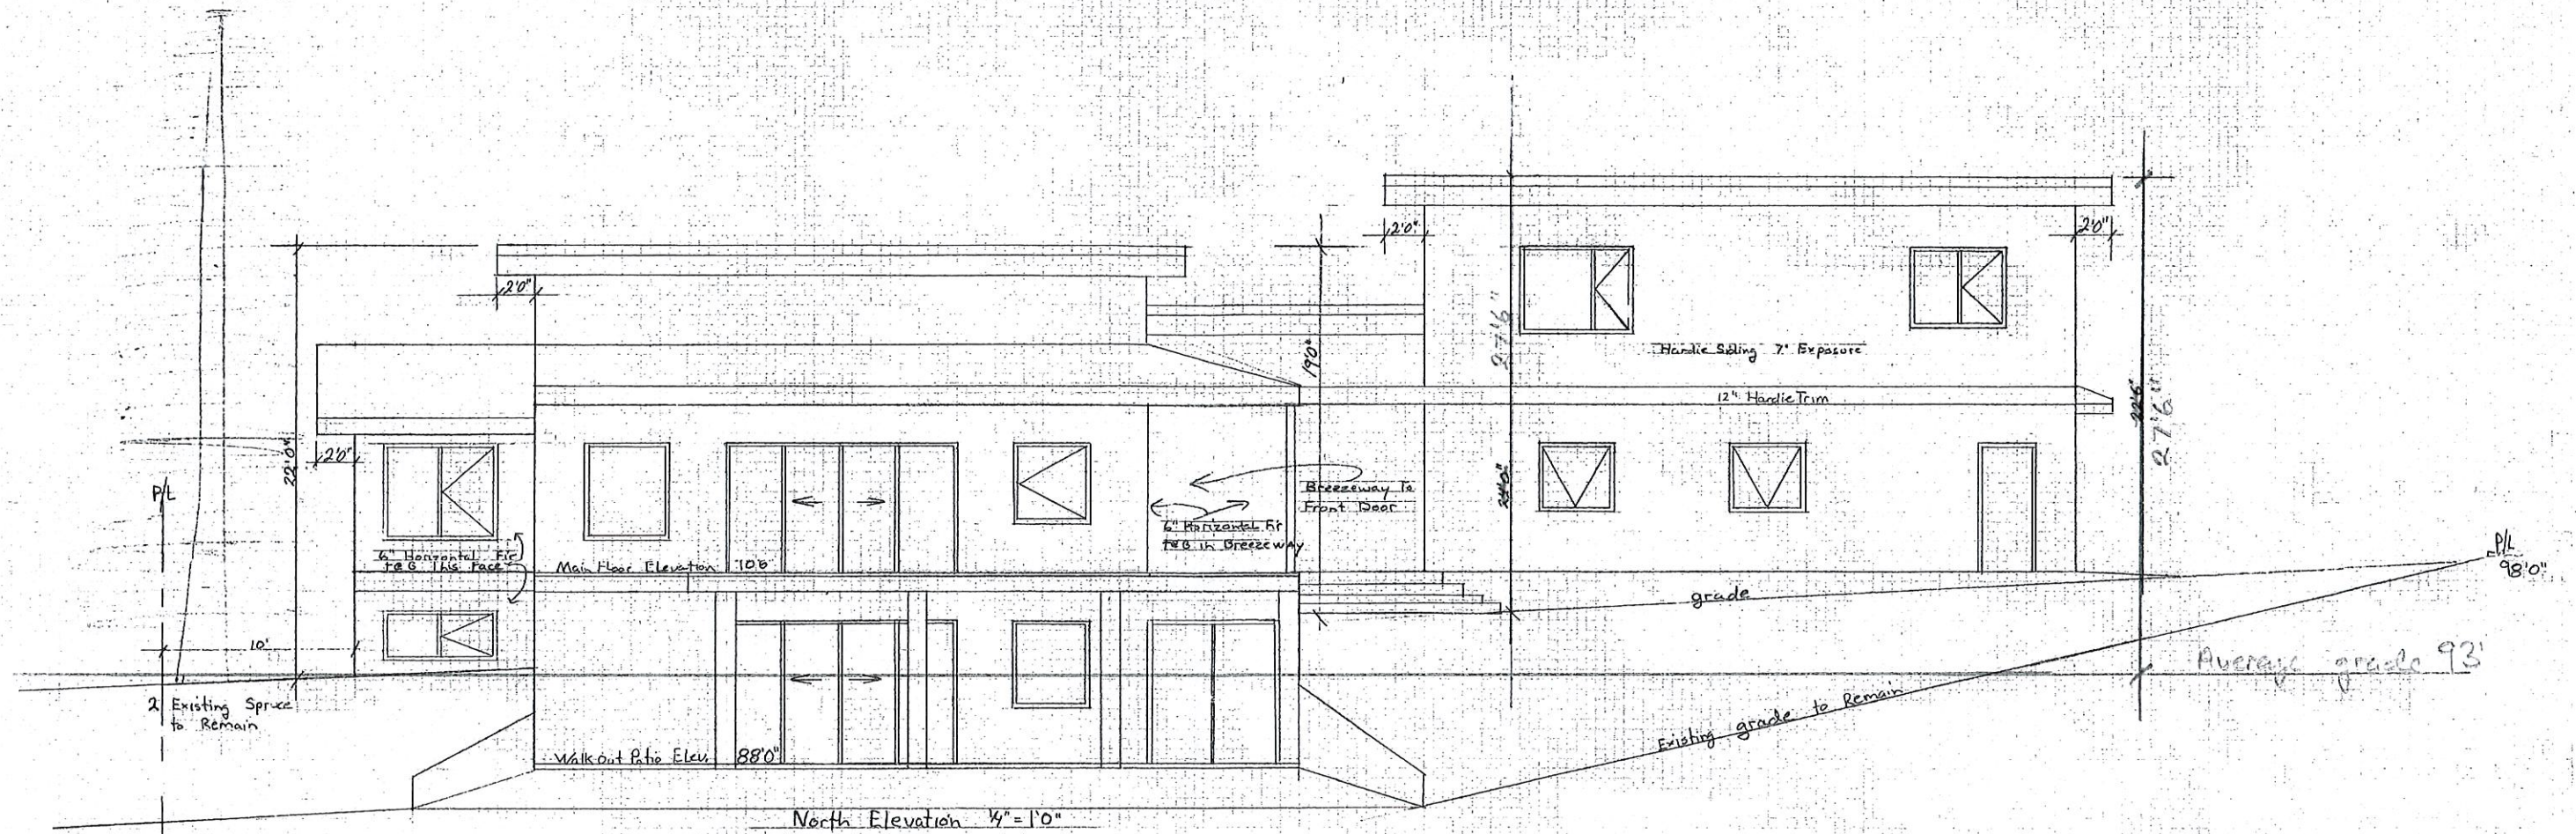 2'0"
2'0"
2'0"
27'6"
19'0"
Hardie Siding 7" Exposure
12" Hardie Trim
27'6"
22'0"
2'0"
P/L
Breezeway To
Front Door
6" Horizontal Fir
T&G in Breezeway
6" Horizontal Fir
T&G This Face
Main Floor Elevation
P/L
98'0"
grade
10'
Average grade 93'
2 Existing Spruce
to Remain
Existing grade to Remain
Walk-Out Patio Elev. 88'0"
North Elevation 1/4" = 1'0"